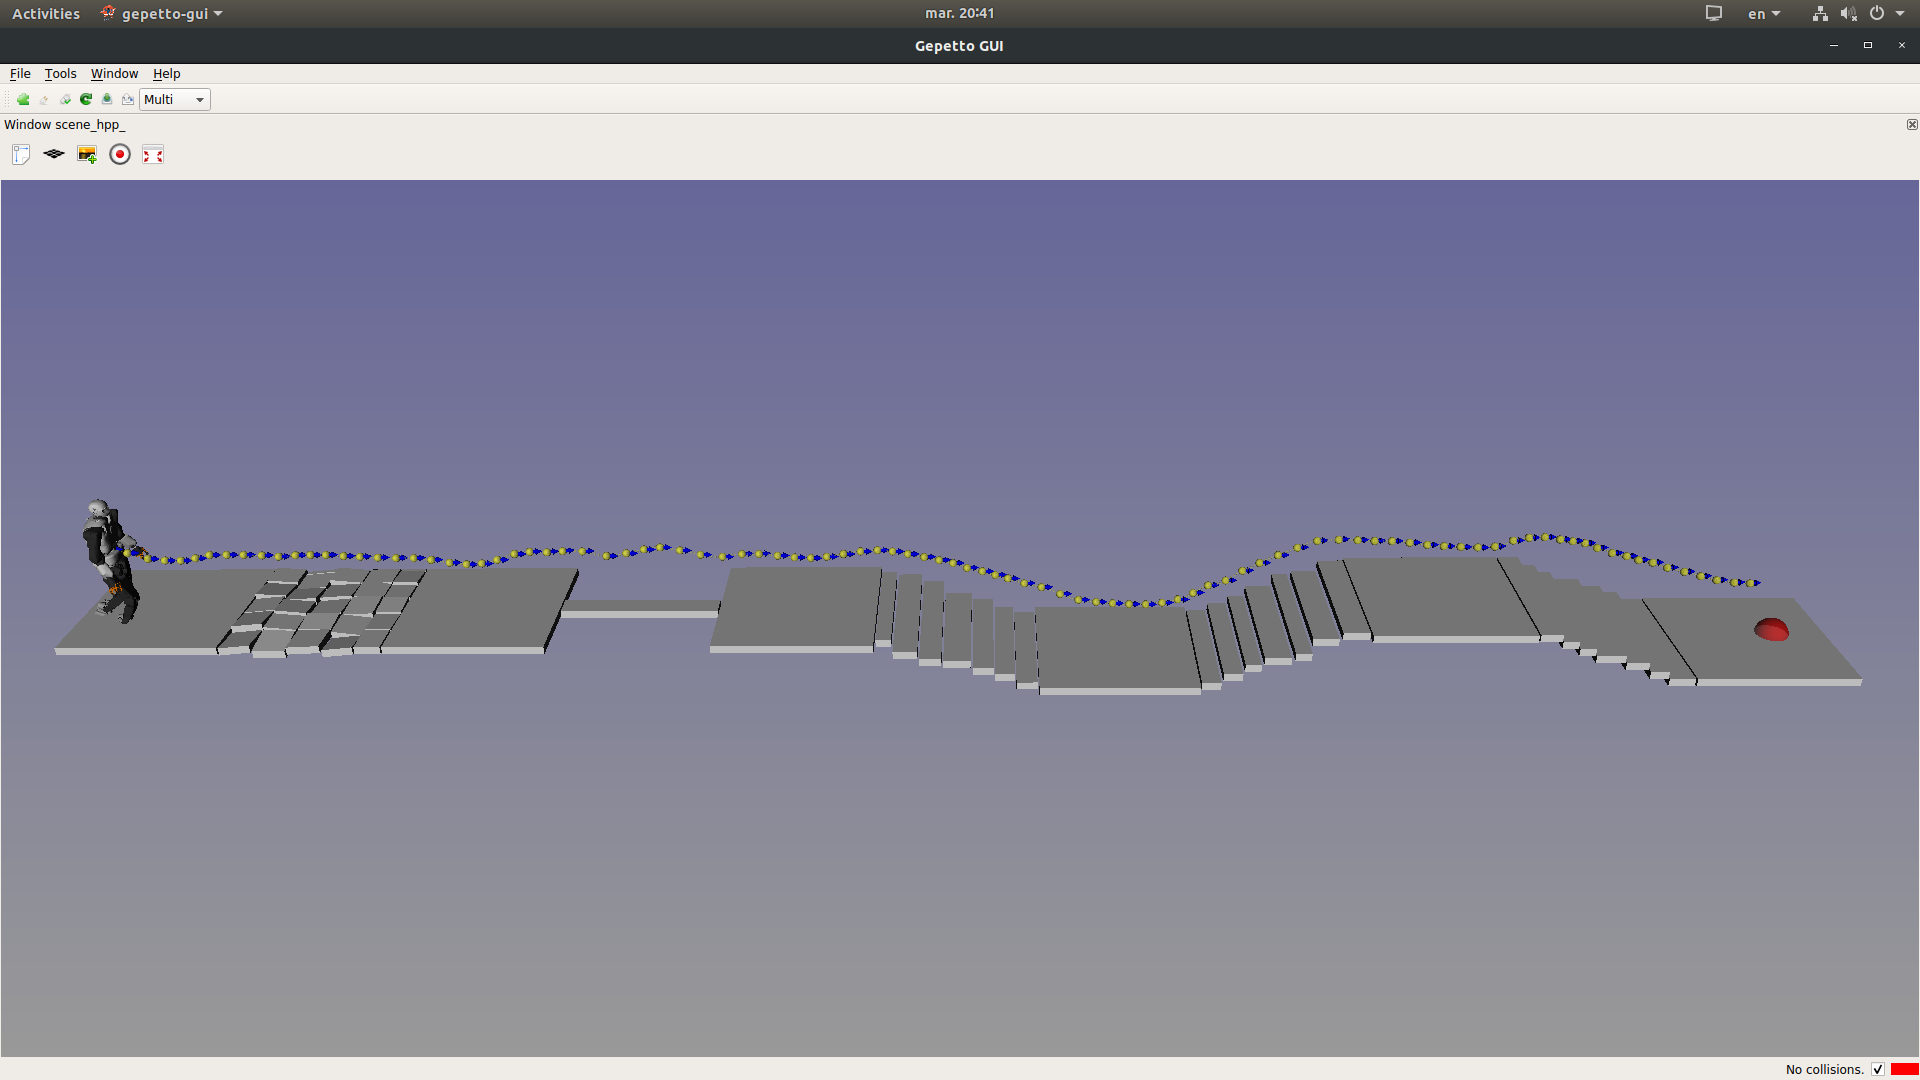 Activities gepetto-gui mar. 20:41 en
Gepetto GUI
File Tools Window Help
Multi
Window scene_hpp_
No collisions.